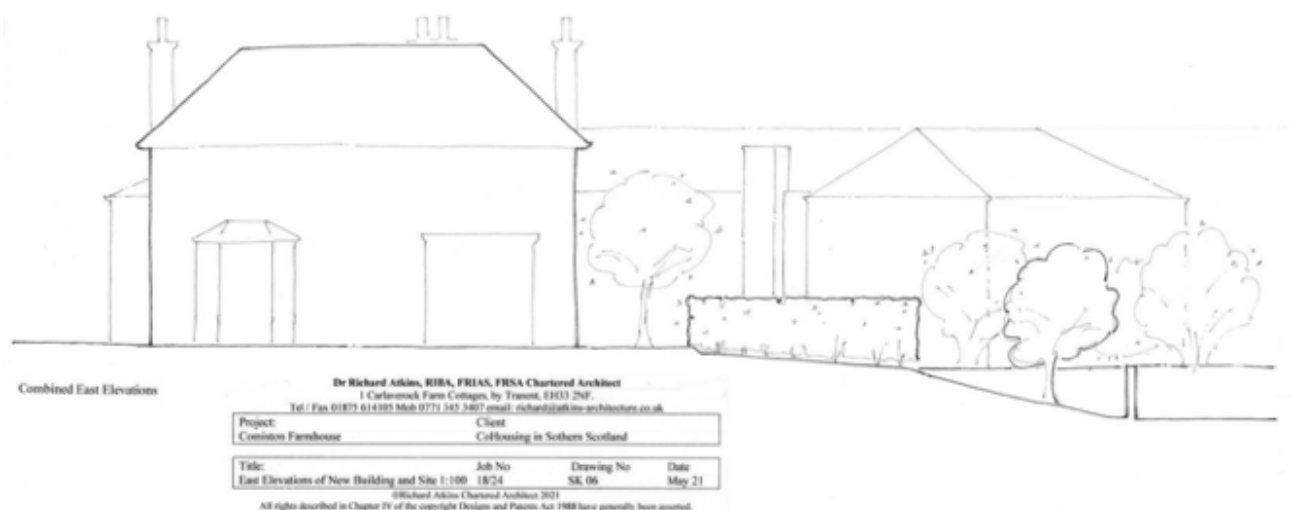 Combined East Elevations
Dr Richard Atkins, RIBA, FRIAS, FRSA Chartered Architect
1 Carlaverock Farm Cottages, by Tranent, EH33 2NF.
Tel / Fax 01875 614105 Mob 0771 345 3407 email: richard@atkins-architecture.co.uk
Project: Client
Comiston Farmhouse CoHousing in Sothern Scotland
Title: Job No Drawing No Date
East Elevations of New Building and Site 1:100 18/24 SK 06 May 21
©Richard Atkins Chartered Architect 2021
All rights described in Chapter IV of the copyright Designs and Patents Act 1988 have generally been asserted.